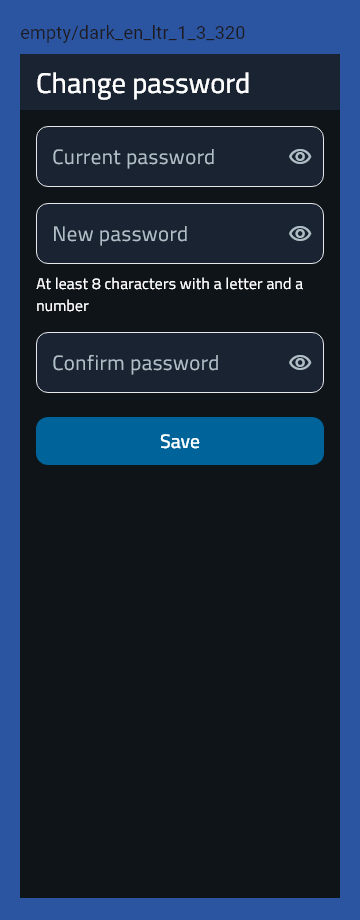 empty/dark_en_ltr_1_3_320
Change password
Current password
New password
At least 8 characters with a letter and a
number
Confirm password
Save